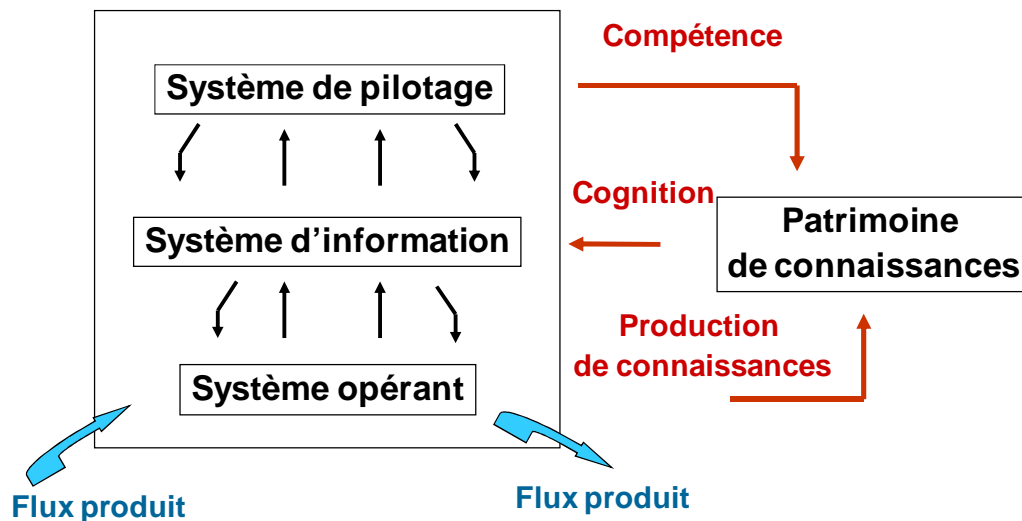 Compétence
Système de pilotage
Cognition
Patrimoine
de connaissances
Système d’information
Production
de connaissances
Système opérant
Flux produit
Flux produit